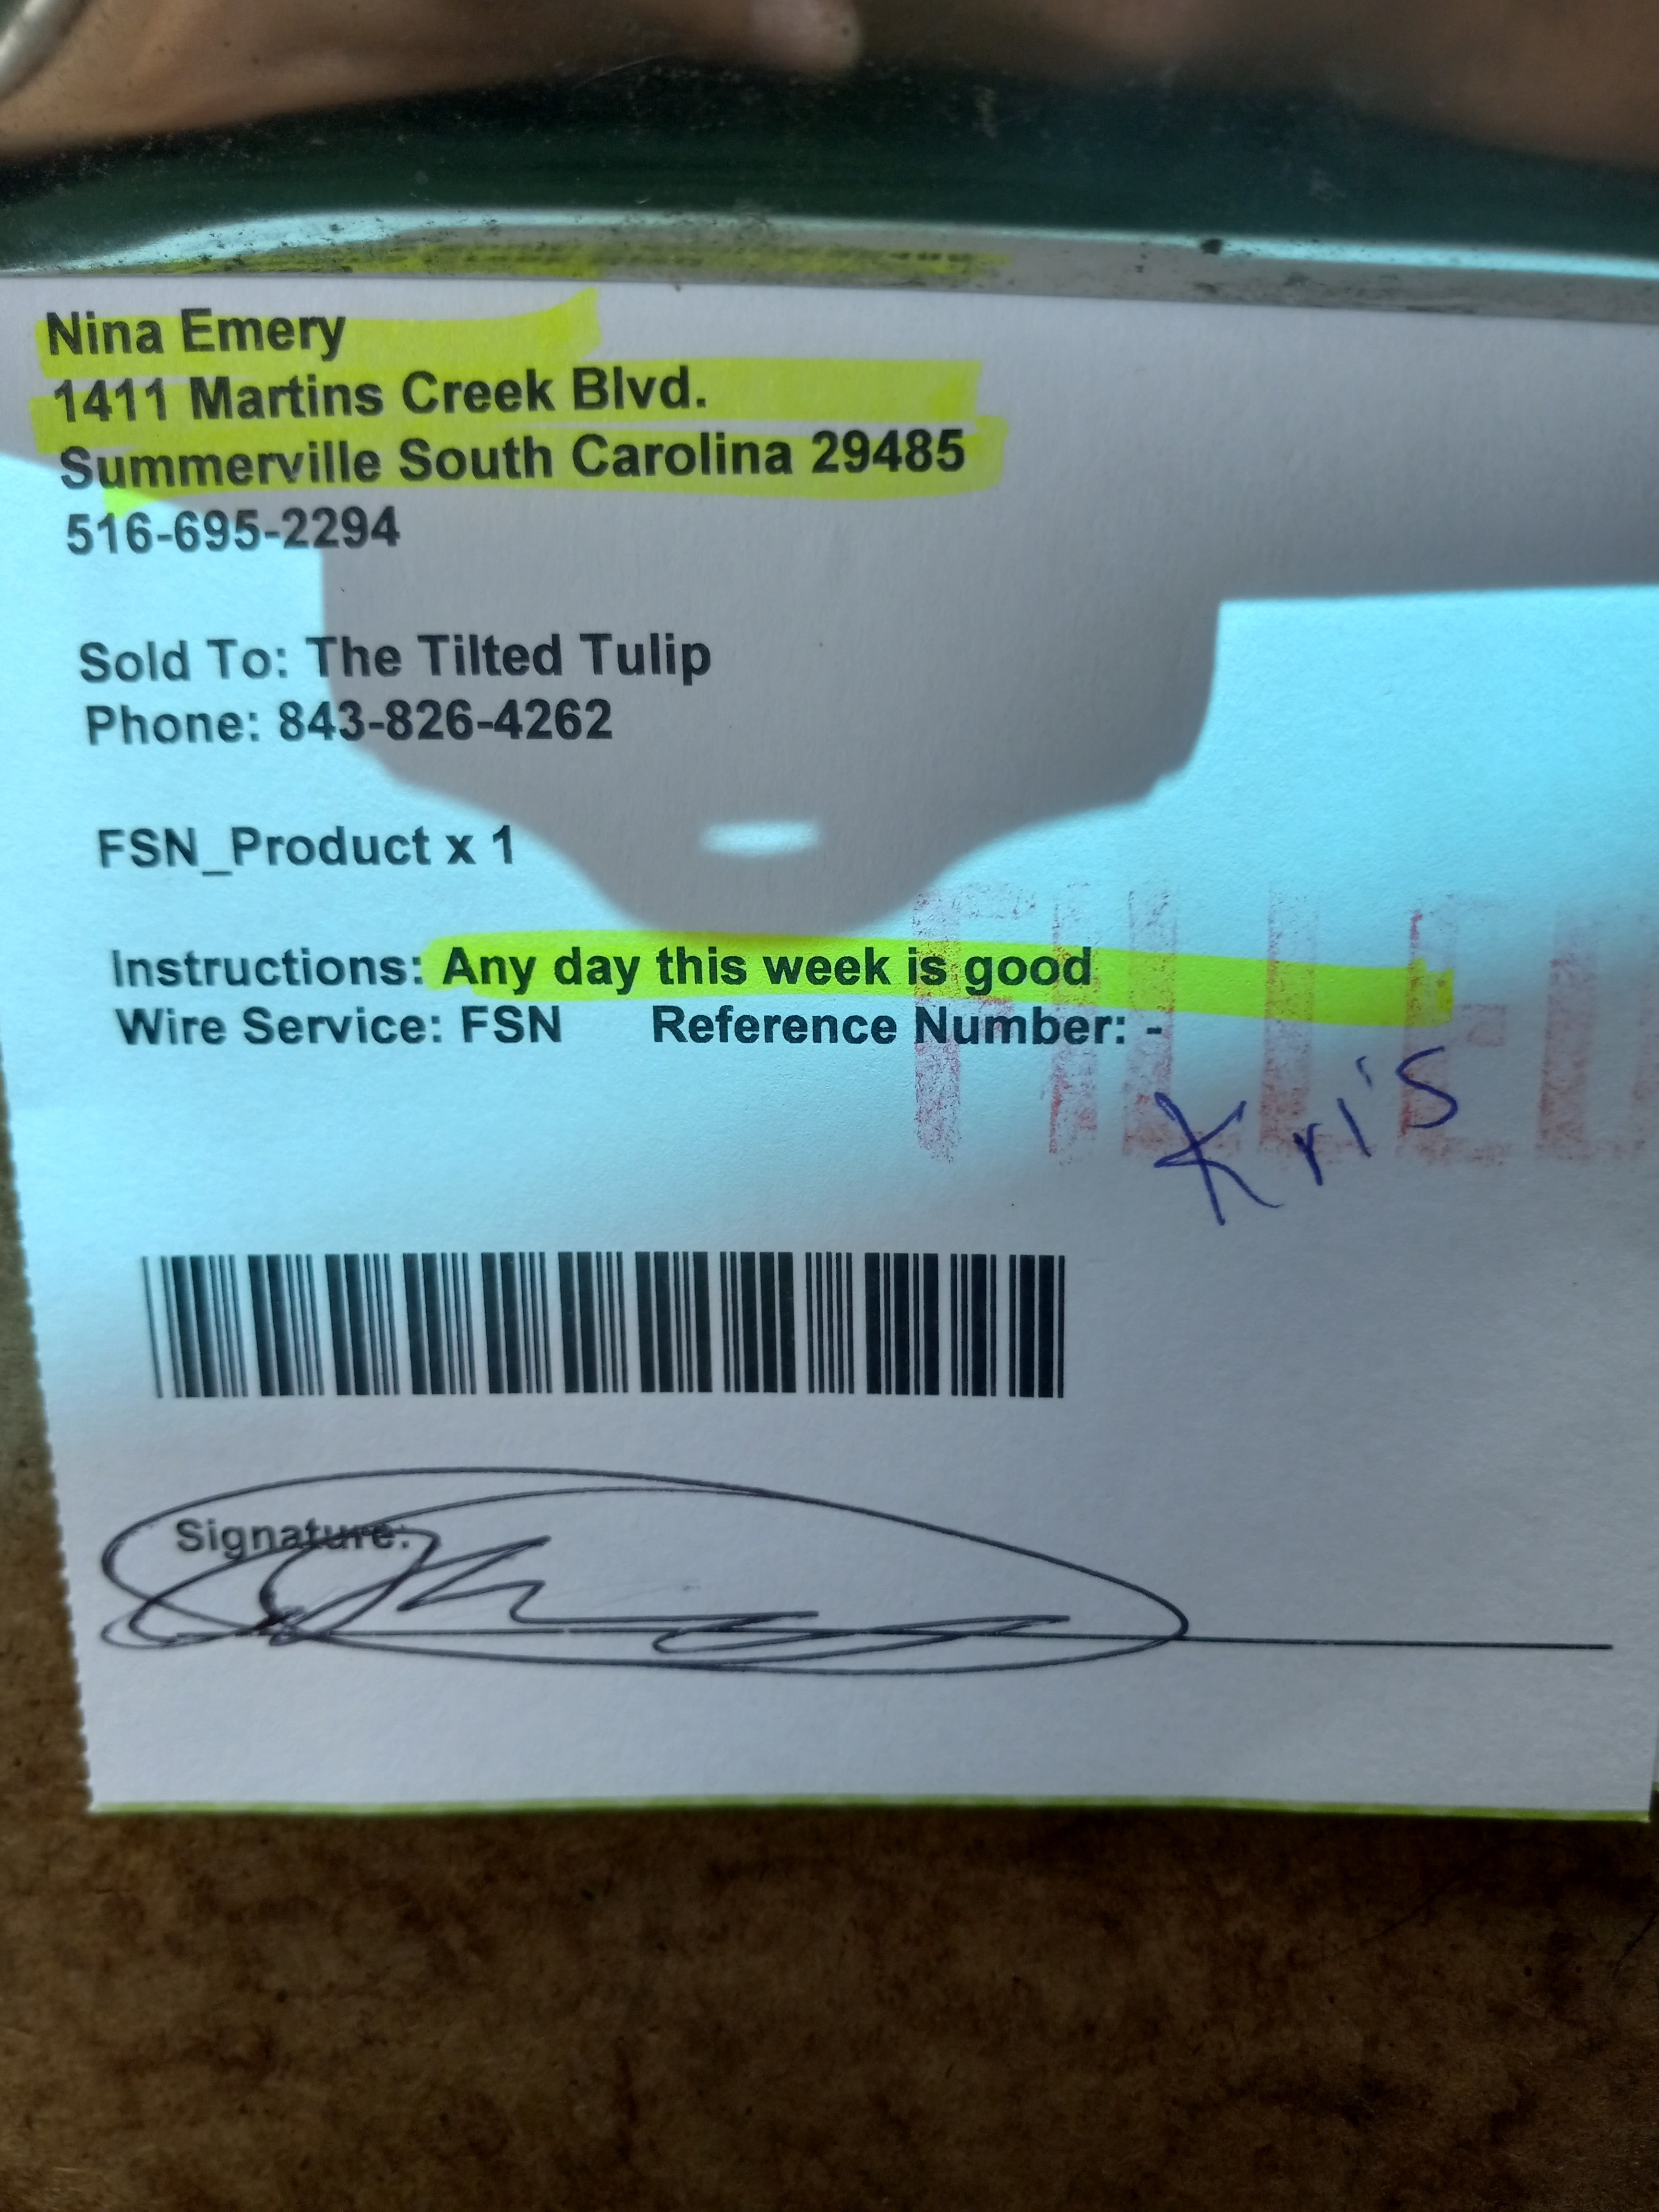 Nina Emery
1411 Martins Creek Blvd.
Summerville South Carolina 29485
516-695-2294
Sold To: The Tilted Tulip
Phone: 843-826-4262
FSN_Product x 1
Instructions: Any day this week is good
Wire Service: FSN Reference Number: -
FILLED
Kris
Signature: